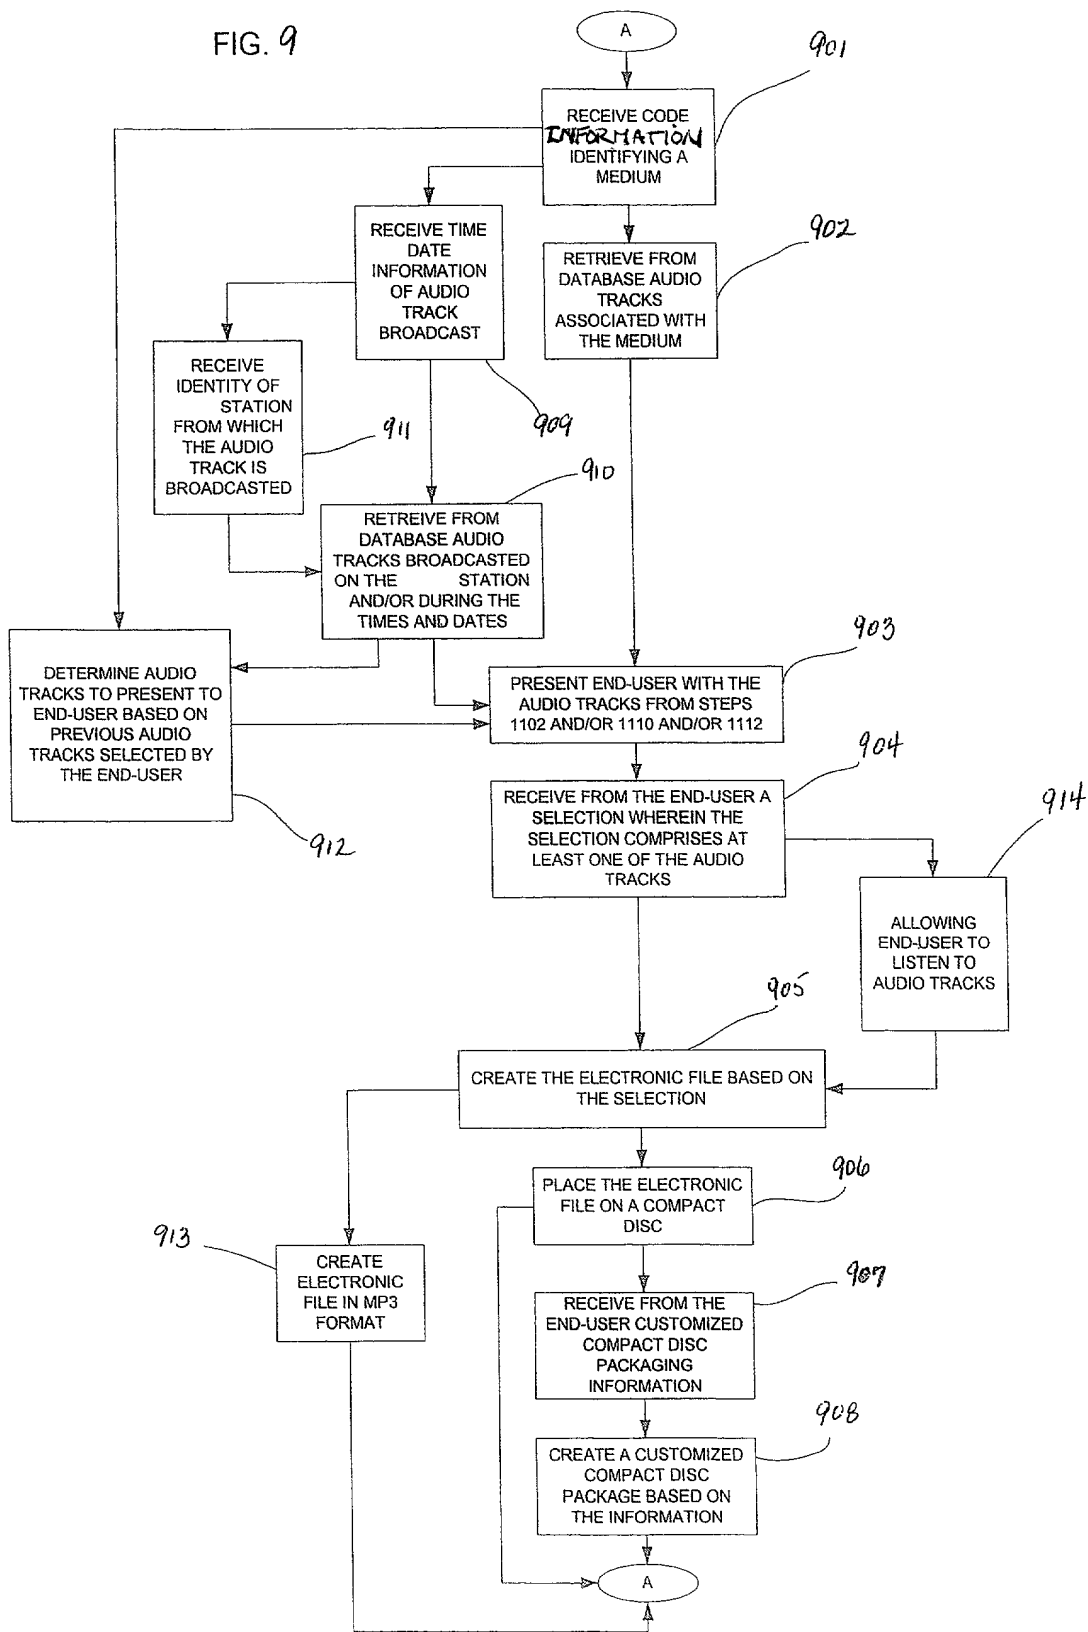 FIG. 9
A
901
RECEIVE CODE
INFORMATION
IDENTIFYING A
MEDIUM
902
RECEIVE TIME
DATE
INFORMATION
OF AUDIO
TRACK
BROADCAST
RETRIEVE FROM
DATABASE AUDIO
TRACKS
ASSOCIATED WITH
THE MEDIUM
909
RECEIVE
IDENTITY OF
STATION
FROM WHICH
THE AUDIO
TRACK IS
BROADCASTED
911
910
RETREIVE FROM
DATABASE AUDIO
TRACKS BROADCASTED
ON THE STATION
AND/OR DURING THE
TIMES AND DATES
903
DETERMINE AUDIO
TRACKS TO PRESENT TO
END-USER BASED ON
PREVIOUS AUDIO
TRACKS SELECTED BY
THE END-USER
912
PRESENT END-USER WITH THE
AUDIO TRACKS FROM STEPS
1102 AND/OR 1110 AND/OR 1112
904
RECEIVE FROM THE END-USER A
SELECTION WHEREIN THE
SELECTION COMPRISES AT
LEAST ONE OF THE AUDIO
TRACKS
914
ALLOWING
END-USER TO
LISTEN TO
AUDIO TRACKS
905
CREATE THE ELECTRONIC FILE BASED ON
THE SELECTION
906
PLACE THE ELECTRONIC
FILE ON A COMPACT
DISC
913
CREATE
ELECTRONIC
FILE IN MP3
FORMAT
907
RECEIVE FROM THE
END-USER CUSTOMIZED
COMPACT DISC
PACKAGING
INFORMATION
908
CREATE A CUSTOMIZED
COMPACT DISC
PACKAGE BASED ON
THE INFORMATION
A